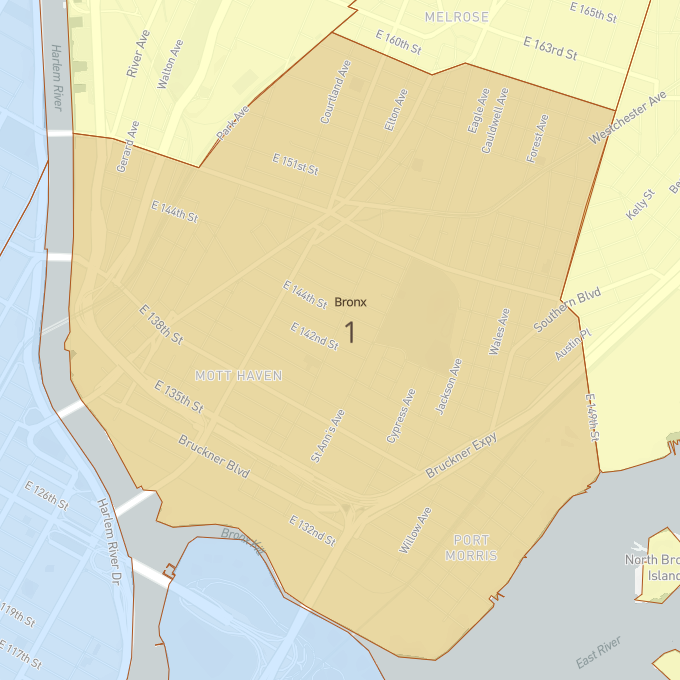 MELROSE
E 165th St
E 160th St
E 163rd St
River Ave
Walton Ave
Harlem River
Park Ave
Courtland Ave
Elton Ave
Eagle Ave
Cauldwell Ave
Forest Ave
Westchester Ave
Gerard Ave
E 151st St
Kelly St
E 144th St
E 144th St
Bronx
1
Southern Blvd
E 138th St
E 142nd St
Wales Ave
Austin Pl
MOTT HAVEN
Jackson Ave
E 135th St
Cypress Ave
E 149th St
St Ann's Ave
Bruckner Blvd
Bruckner Expy
E 126th St
Harlem River Dr
E 132nd St
Willow Ave
PORT
MORRIS
North Bro
Island
119th St
E 117th St
East River